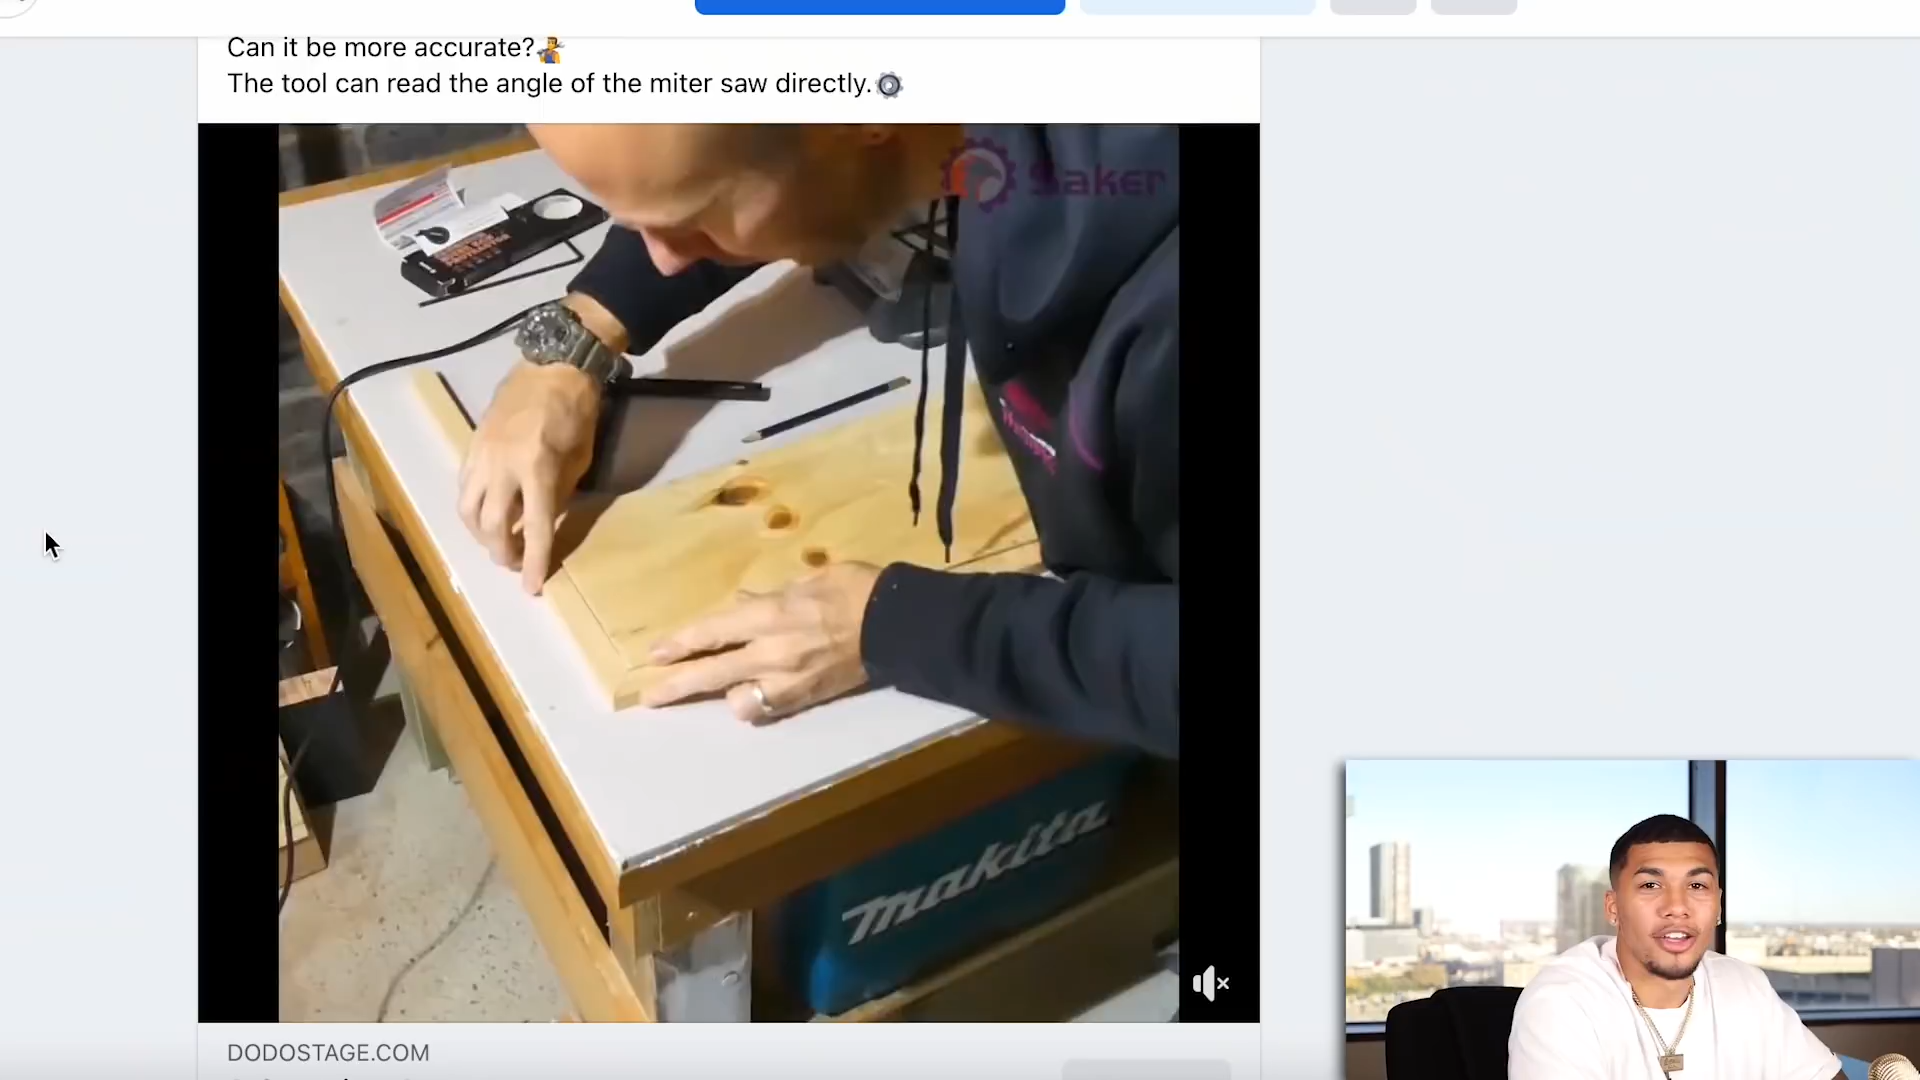 Can it be more accurate?
The tool can read the angle of the miter saw directly.
Saker
makita
DODOSTAGE.COM